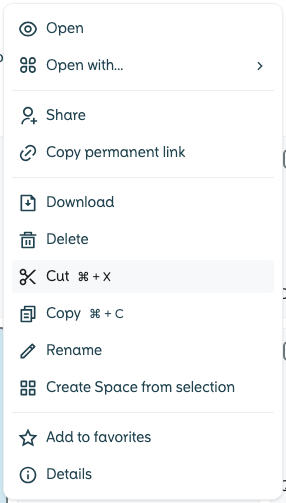 Open
Open with...
Share
Copy permanent link
Download
Delete
Cut ⌘ + X
Copy ⌘ + C
Rename
Create Space from selection
Add to favorites
Details